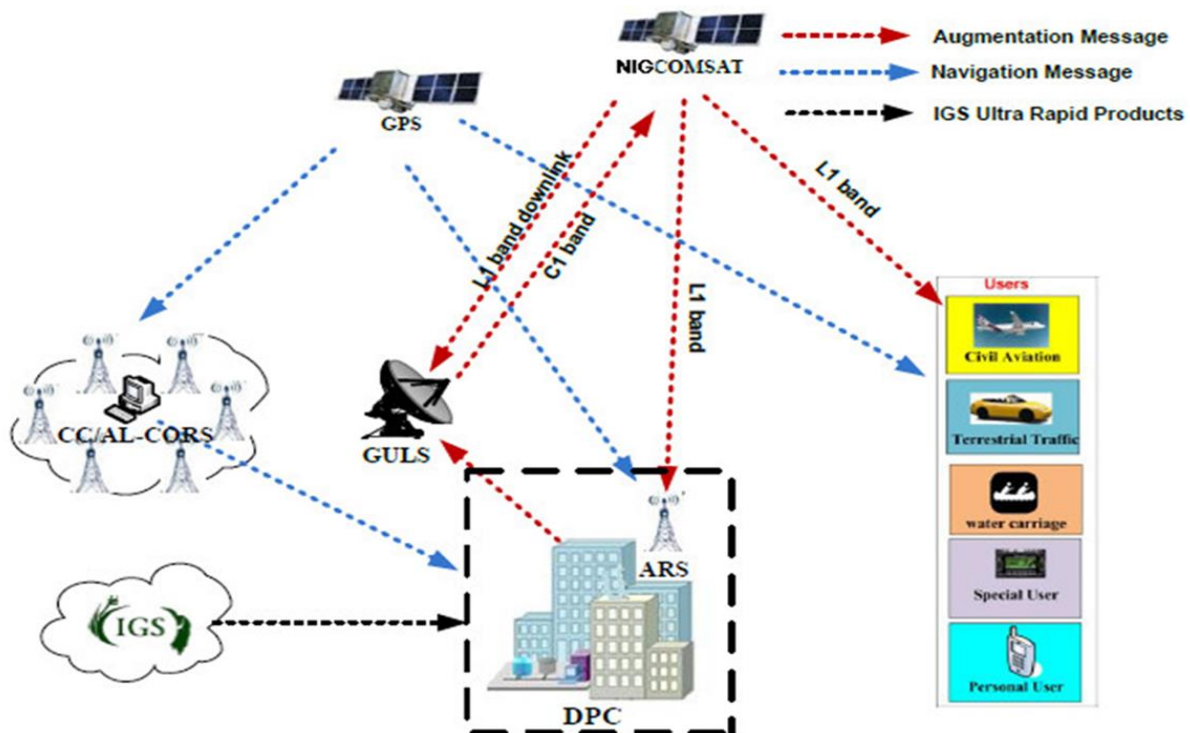 NIGCOMSAT
Augmentation Message
Navigation Message
IGS Ultra Rapid Products
GPS
L1 band downlink
C1 band
L1 band
L1 band
Users
Civil Aviation
Terrestrial Traffic
water carriage
Special User
Personal User
CC/AL-CORS
GULS
ARS
IGS
DPC